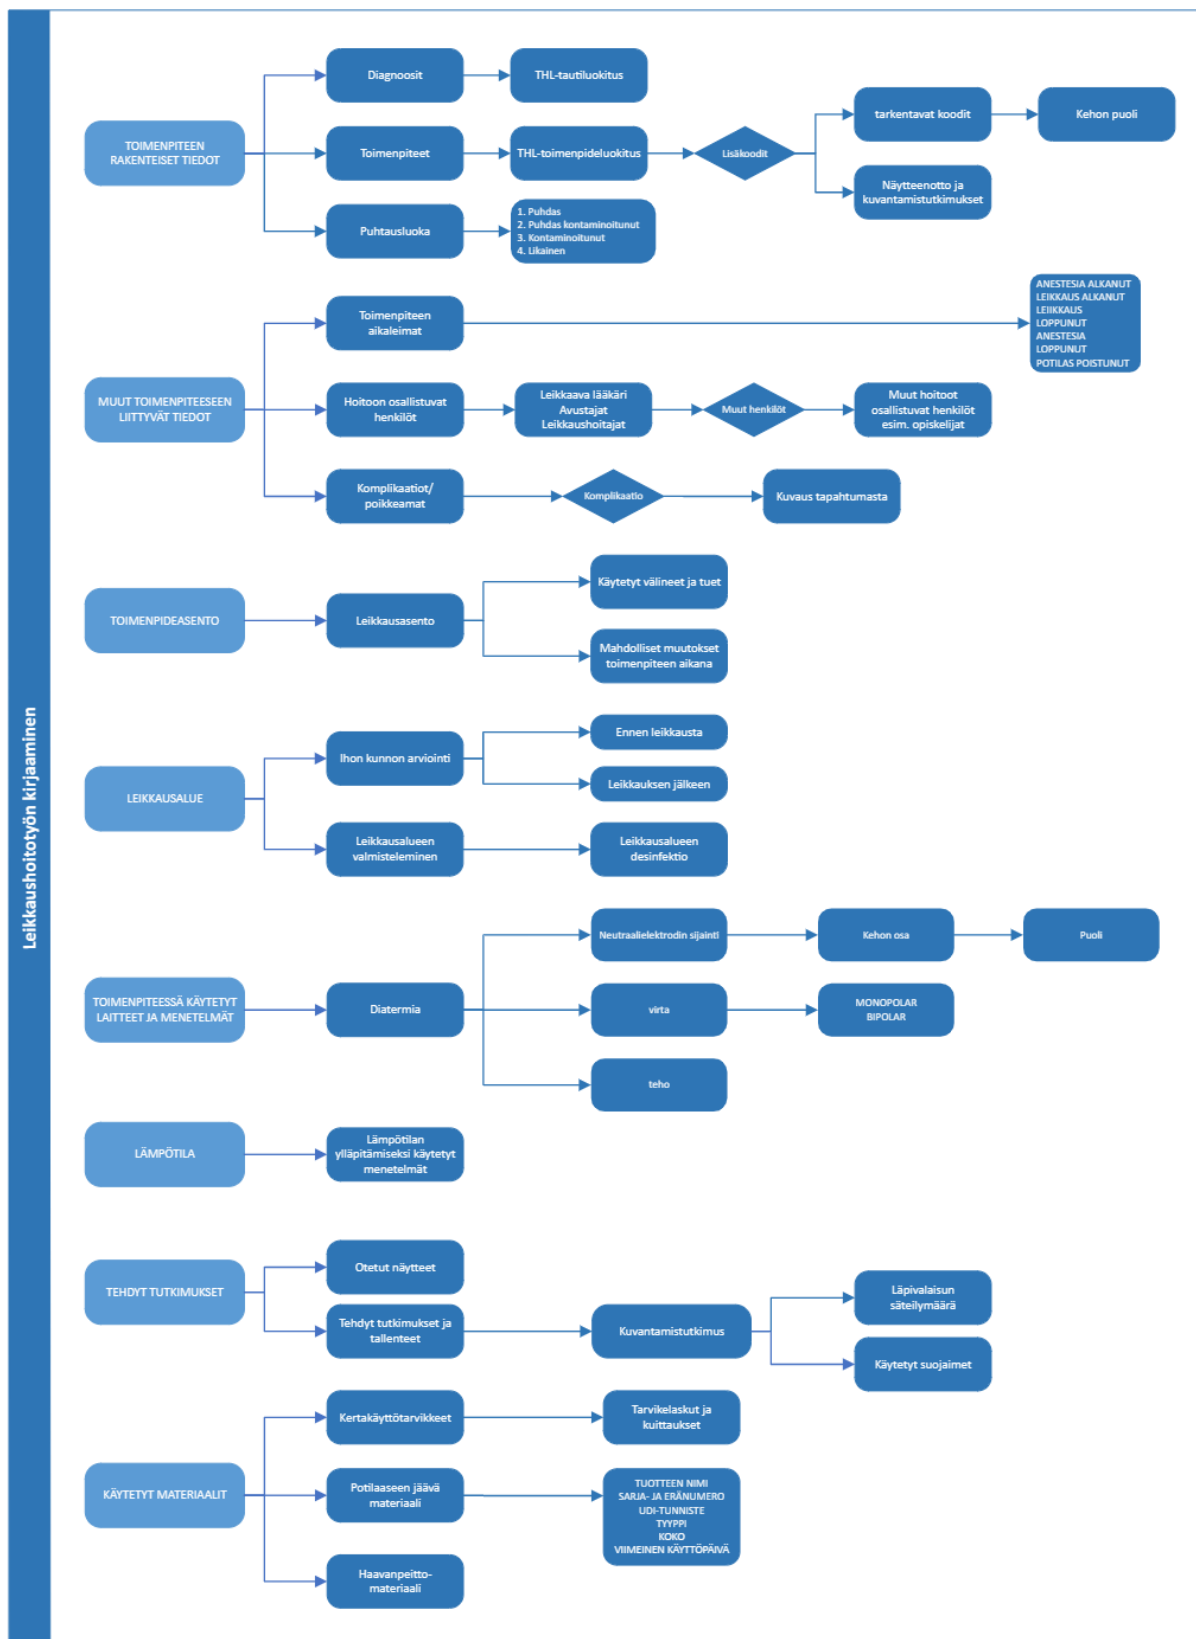 Leikkaushoitotyön kirjaaminen
TOIMENPITEEN
RAKENTEISET TIEDOT
Diagnoosit
THL-tautiluokitus
Toimenpiteet
THL-toimenpideluokitus
Lisäkoodit
tarkentavat koodit
Kehon puoli
Näytteenotto ja
kuvantamistutkimukset
Puhtausluoka
1. Puhdas
2. Puhdas kontaminoitunut
3. Kontaminoitunut
4. Likainen
MUUT TOIMENPITEESEEN
LIITTYVÄT TIEDOT
Toimenpiteen
aikaleimat
ANESTESIA ALKANUT
LEIKKAUS ALKANUT
LEIIKKAUS
LOPPUNUT
ANESTESIA
LOPPUNUT
POTILAS POISTUNUT
Hoitoon osallistuvat
henkilöt
Leikkaava lääkäri
Avustajat
Leikkaushoitajat
Muut henkilöt
Muut hoitoot
osallistuvat henkilöt
esim. opiskelijat
Komplikaatiot/
poikkeamat
Komplikaatio
Kuvaus tapahtumasta
TOIMENPIDEASENTO
Leikkausasento
Käytetyt välineet ja tuet
Mahdolliset muutokset
toimenpiteen aikana
LEIKKAUSALUE
Ihon kunnon arviointi
Ennen leikkausta
Leikkauksen jälkeen
Leikkausalueen
valmisteleminen
Leikkausalueen
desinfektio
TOIMENPITEESSÄ KÄYTETYT
LAITTEET JA MENETELMÄT
Diatermia
Neutraalielektrodin sijainti
Kehon osa
Puoli
virta
MONOPOLAR
BIPOLAR
teho
LÄMPÖTILA
Lämpötilan
ylläpitämiseksi käytetyt
menetelmät
TEHDYT TUTKIMUKSET
Otetut näytteet
Tehdyt tutkimukset ja
tallenteet
Kuvantamistutkimus
Läpivalaisun
säteilymäärä
Käytetyt suojaimet
KÄYTETYT MATERIAALIT
Kertakäyttötarvikkeet
Tarvikelaskut ja
kuittaukset
Potilaaseen jäävä
materiaali
TUOTTEEN NIMI
SARJA- JA ERÄNUMERO
UDI-TUNNISTE
TYYPPI
KOKO
VIIMEINEN KÄYTTÖPÄIVÄ
Haavanpeitto-
materiaali